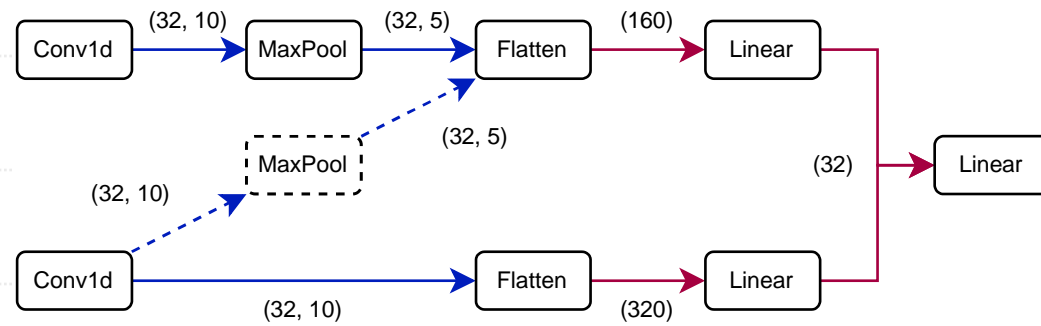 (32, 10)
(32, 5)
(160)
Conv1d
MaxPool
Flatten
Linear
(32, 5)
MaxPool
(32)
Linear
(32, 10)
Conv1d
Flatten
Linear
(32, 10)
(320)